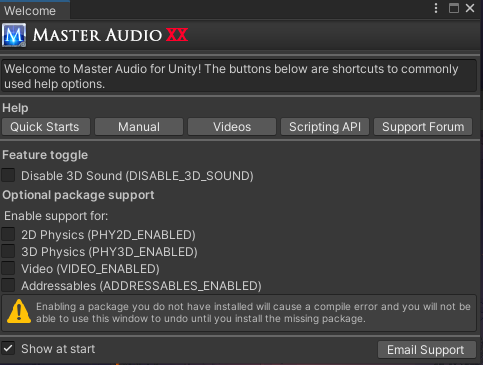 Welcome
MASTER AUDIO XX
Welcome to Master Audio for Unity! The buttons below are shortcuts to commonly
used help options.
Help
Quick Starts Manual Videos Scripting API Support Forum
Feature toggle
Disable 3D Sound (DISABLE_3D_SOUND)
Optional package support
Enable support for:
2D Physics (PHY2D_ENABLED)
3D Physics (PHY3D_ENABLED)
Video (VIDEO_ENABLED)
Addressables (ADDRESSABLES_ENABLED)
Enabling a package you do not have installed will cause a compile error and you will not be
able to use this window to undo until you install the missing package.
Show at start Email Support